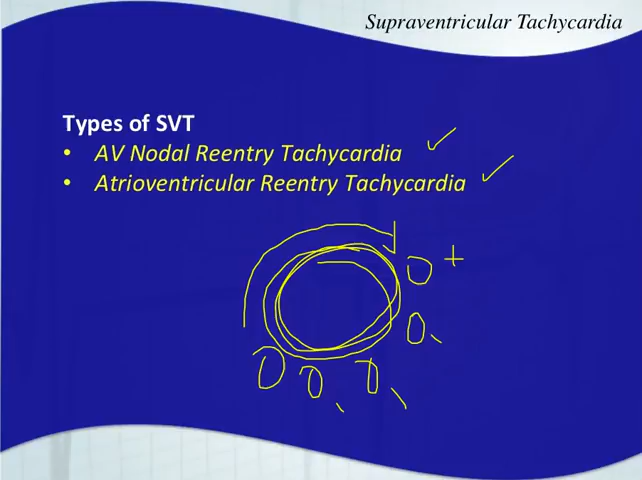 Supraventricular Tachycardia
Types of SVT
• AV Nodal Reentry Tachycardia
• Atrioventricular Reentry Tachycardia